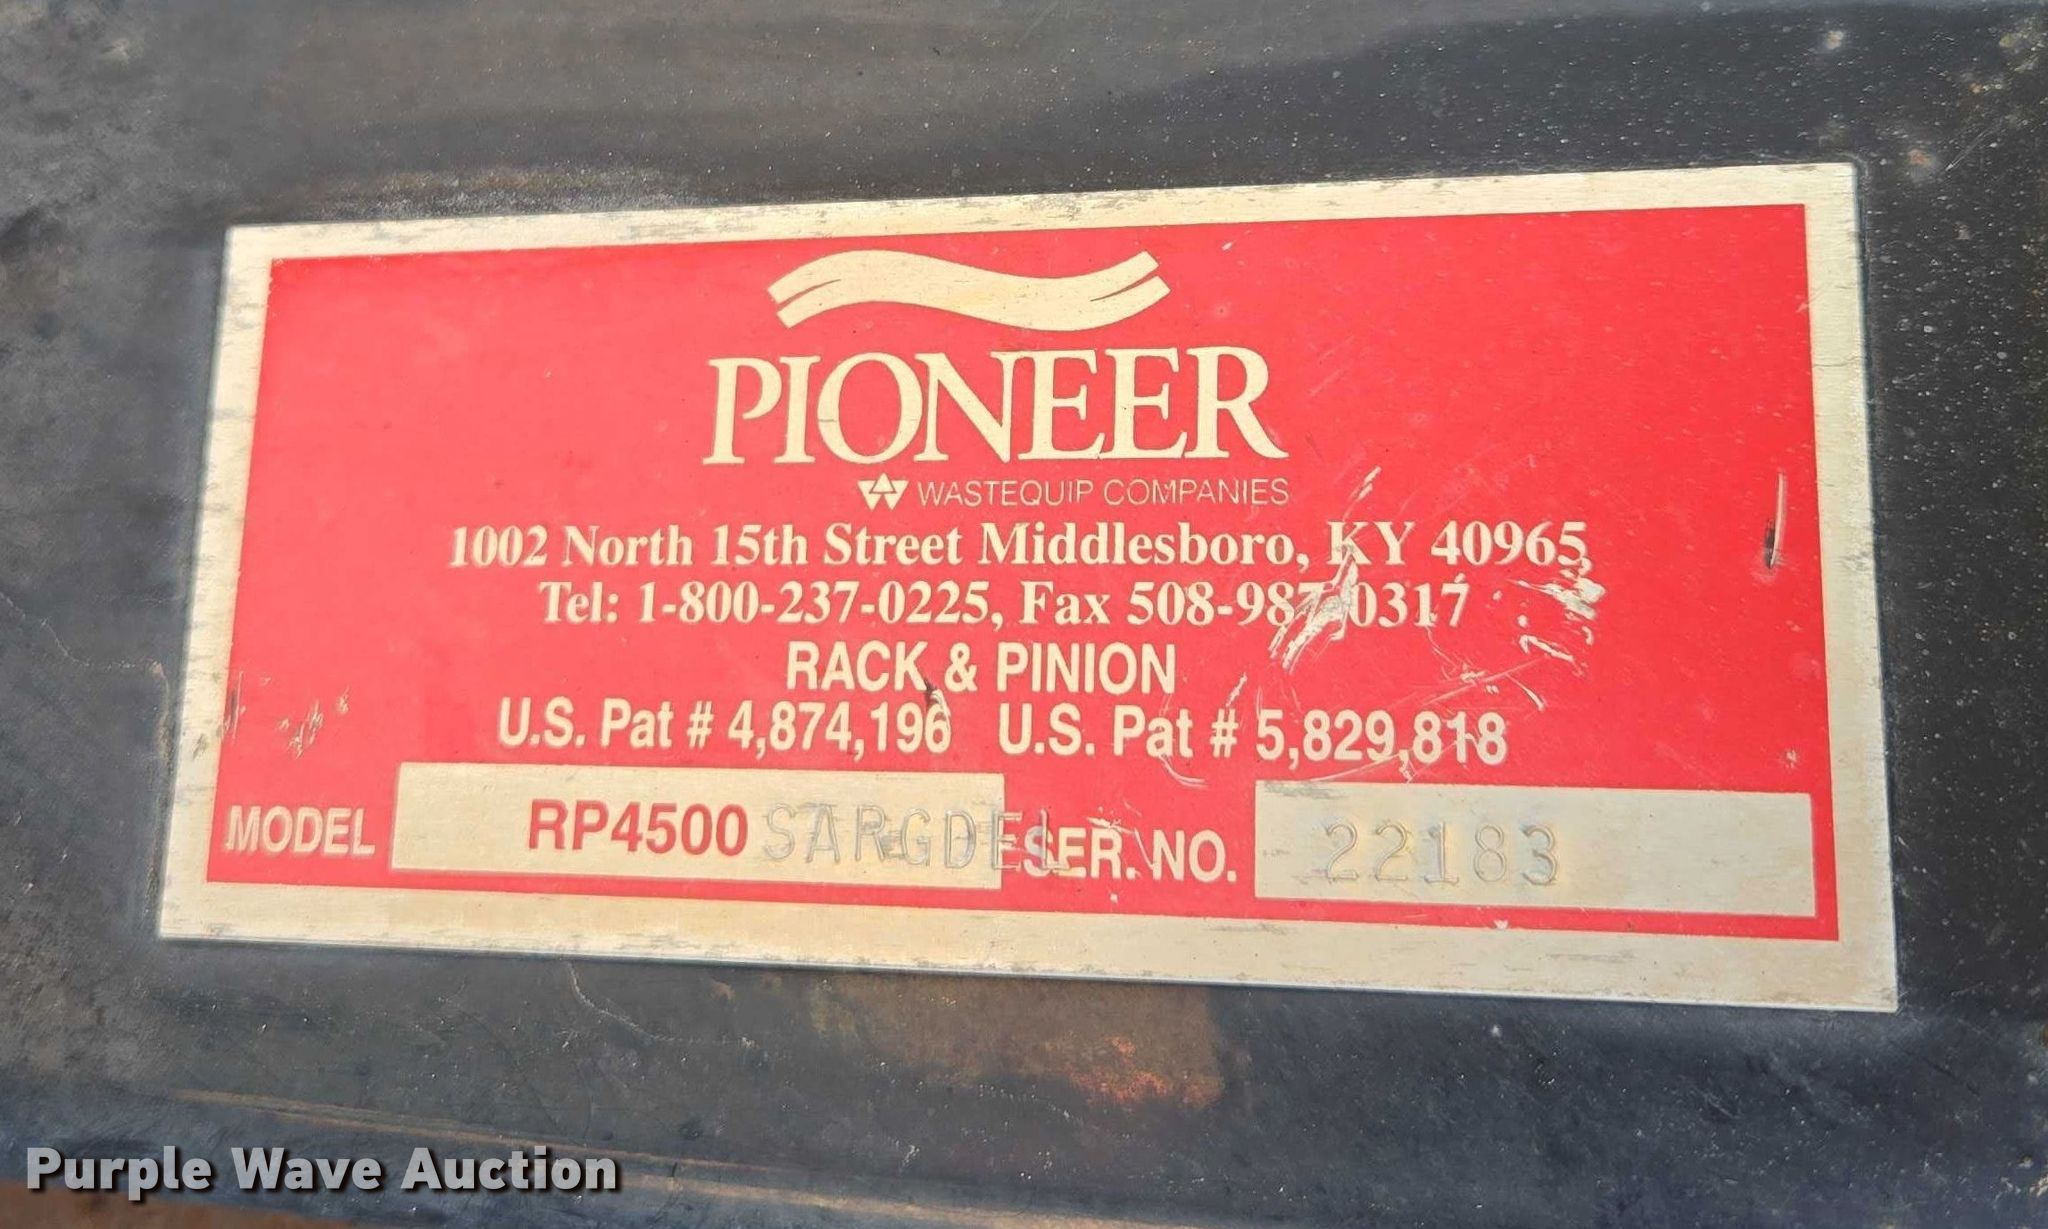 PIONEER
WASTEQUIP COMPANIES
1002 North 15th Street Middlesboro, KY 40965
Tel: 1-800-237-0225, Fax 508-987-0317
RACK & PINION
U.S. Pat # 4,874,196 U.S. Pat # 5,829,818
MODEL RP4500 SARGDEL SER. NO. 22183
Purple Wave Auction